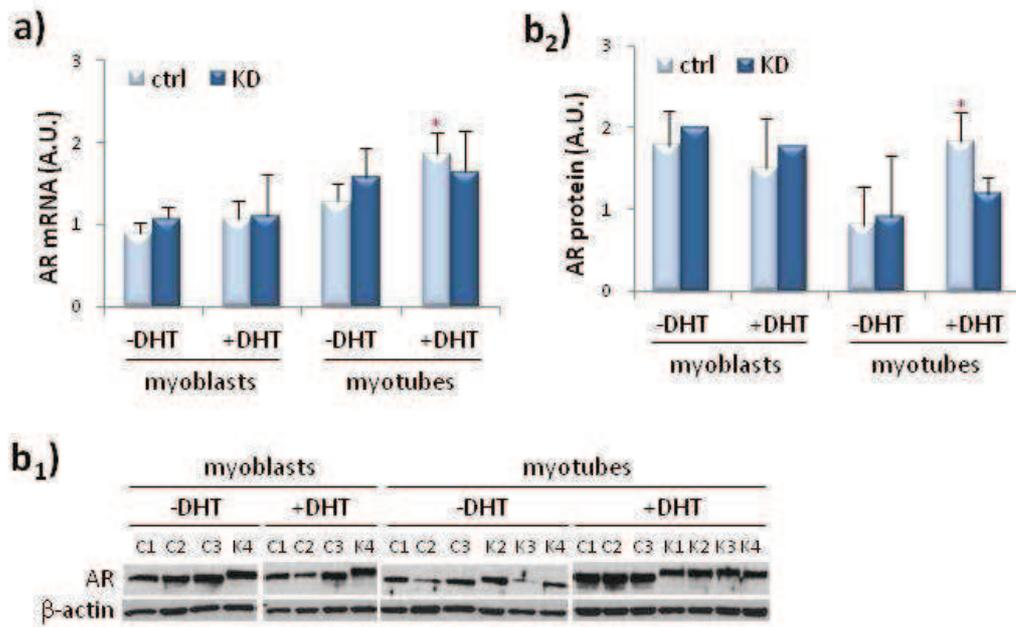 a)
3
2
1
0
AR mRNA (A.U.)
ctrl KD
*
-DHT +DHT -DHT +DHT
myoblasts myotubes
b2)
3
2
1
0
AR protein (A.U.)
ctrl KD
*
-DHT +DHT -DHT +DHT
myoblasts myotubes
b1)
myoblasts myotubes
-DHT +DHT -DHT +DHT
C1 C2 C3 K4 C1 C2 C3 K4 C1 C2 C3 K2 K3 K4 C1 C2 C3 K1 K2 K3 K4
AR
β-actin